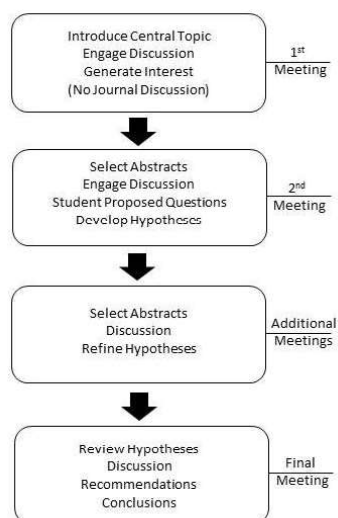 Introduce Central Topic
Engage Discussion
Generate Interest
(No Journal Discussion)
1st
Meeting
Select Abstracts
Engage Discussion
Student Proposed Questions
Develop Hypotheses
2nd
Meeting
Select Abstracts
Discussion
Refine Hypotheses
Additional
Meetings
Review Hypotheses
Discussion
Recommendations
Conclusions
Final
Meeting